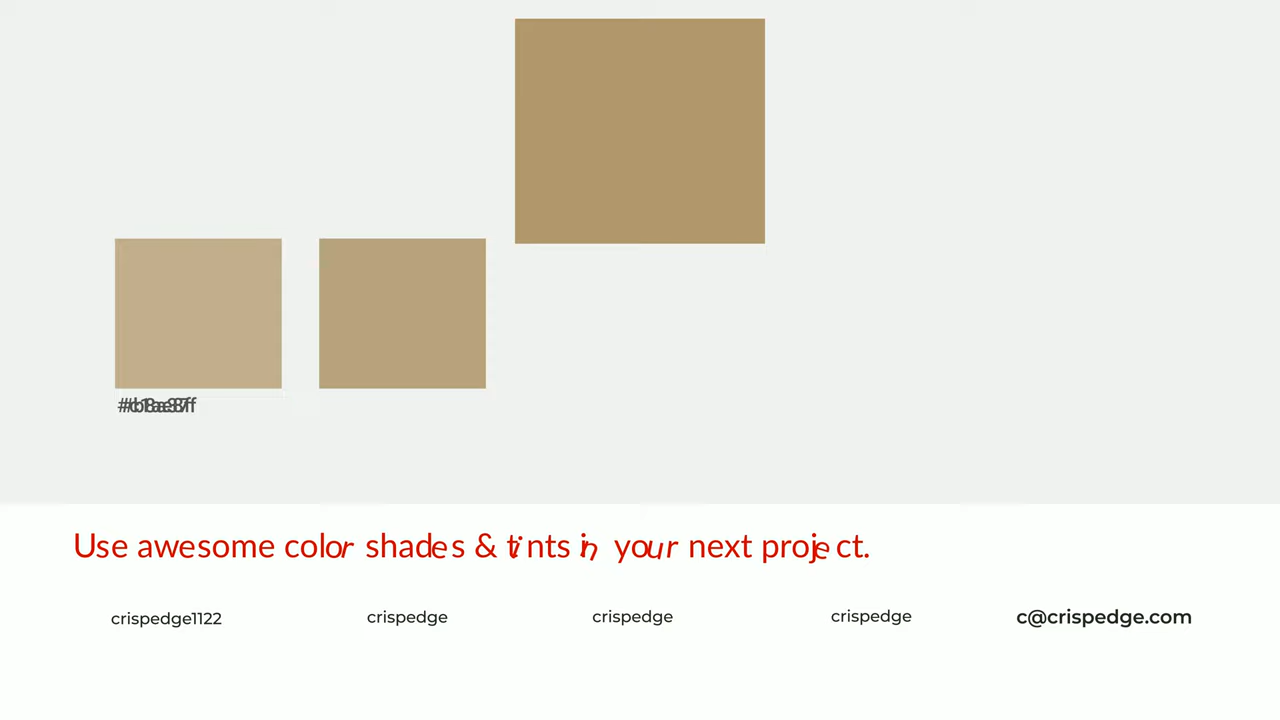 Use awesome color shades & tints in your next project.
crispedge1122 crispedge crispedge crispedge c@crispedge.com